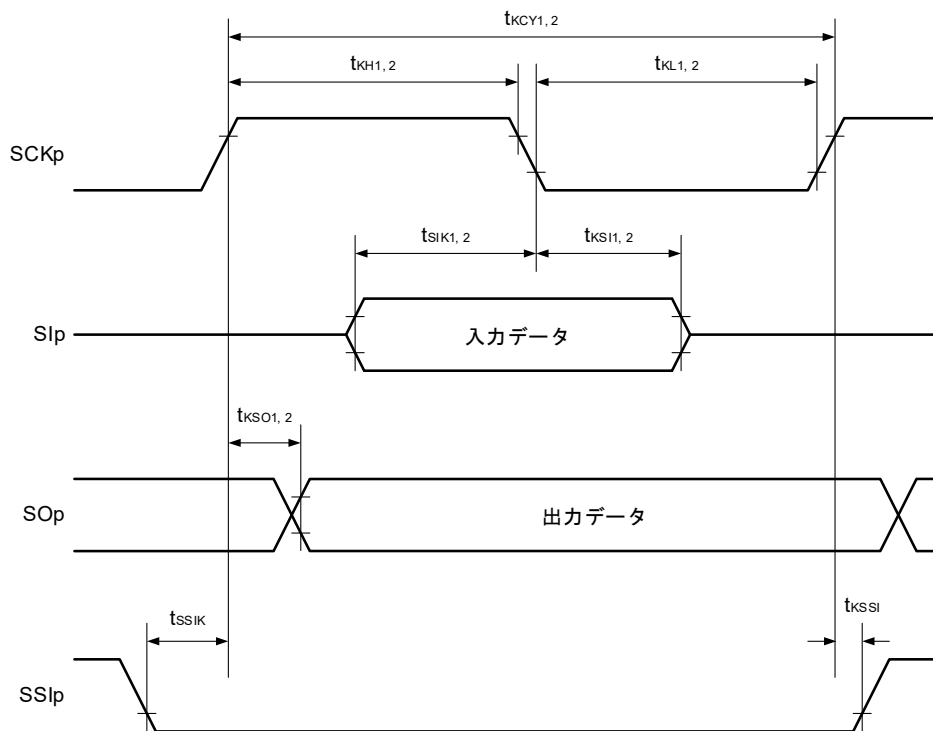 tKCY1, 2
tKH1, 2
tKL1, 2
SCKp
tSIK1, 2
tKSI1, 2
SIp
入力データ
tKSO1, 2
SOp
出力データ
tSSIK
tKSSI
SSIp